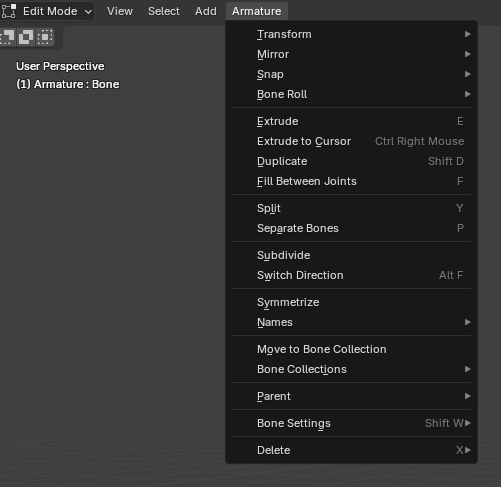 Edit Mode View Select Add Armature
User Perspective
(1) Armature : Bone
Transform
Mirror
Snap
Bone Roll
Extrude E
Extrude to Cursor Ctrl Right Mouse
Duplicate Shift D
Fill Between Joints F
Split Y
Separate Bones P
Subdivide
Switch Direction Alt F
Symmetrize
Names
Move to Bone Collection
Bone Collections
Parent
Bone Settings Shift W
Delete X